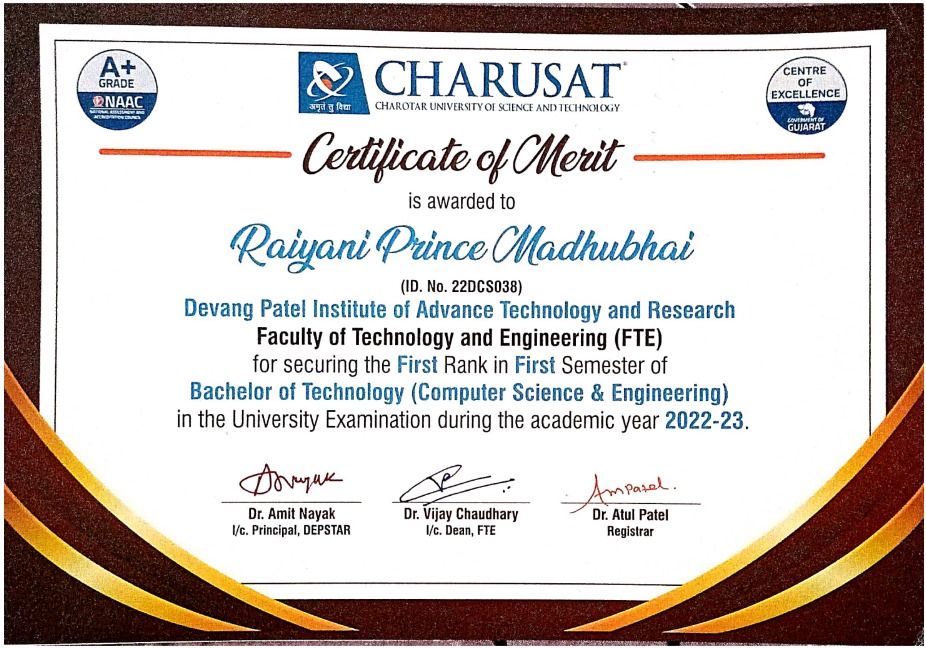 A+
GRADE
NAAC
NATIONAL ASSESSMENT AND
ACCREDITATION COUNCIL
अमृतं तु विद्या
CHARUSAT
CHAROTAR UNIVERSITY OF SCIENCE AND TECHNOLOGY
CENTRE
OF
EXCELLENCE
GOVERNMENT OF
GUJARAT
Certificate of Merit
is awarded to
Raiyani Prince Madhubhai
(ID. No. 22DCS038)
Devang Patel Institute of Advance Technology and Research
Faculty of Technology and Engineering (FTE)
for securing the First Rank in First Semester of
Bachelor of Technology (Computer Science & Engineering)
in the University Examination during the academic year 2022-23.
Ampatel.
Dr. Amit Nayak
I/c. Principal, DEPSTAR
Dr. Vijay Chaudhary
I/c. Dean, FTE
Dr. Atul Patel
Registrar